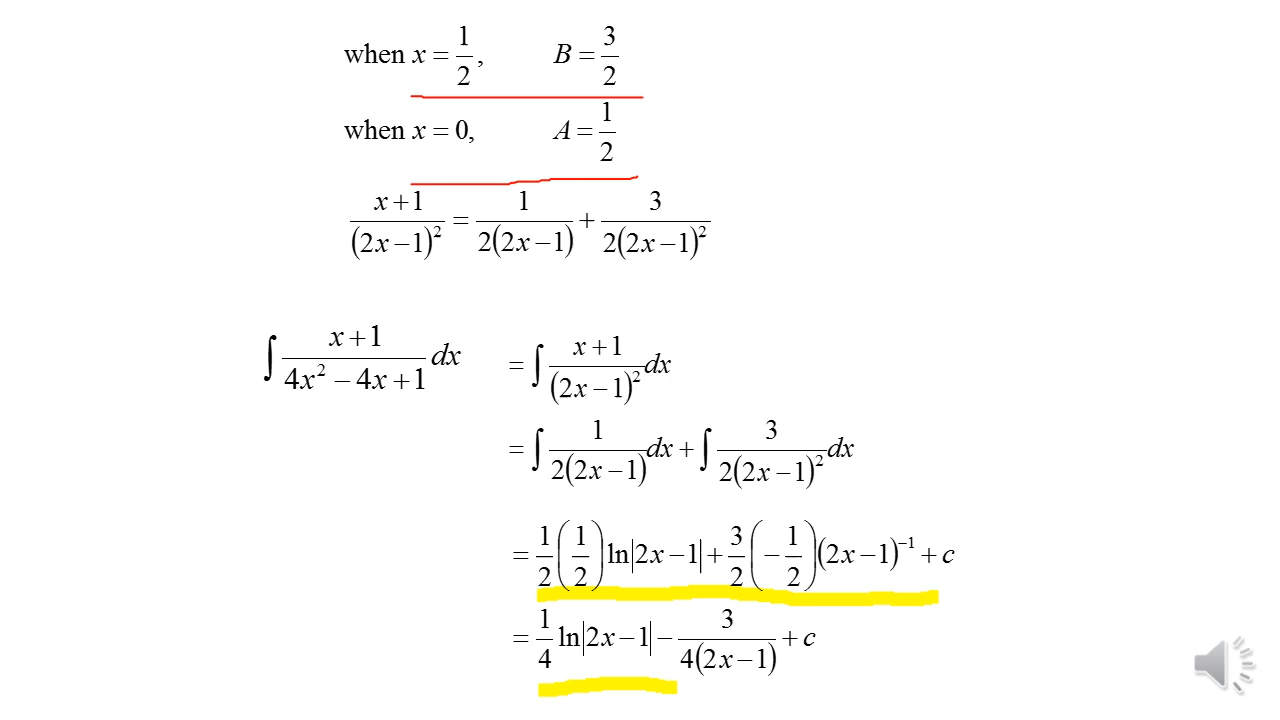 when x = 1/2, B = 3/2
when x = 0, A = 1/2
(x+1)/(2x−1)² = 1/(2(2x−1)) + 3/(2(2x−1)²)
∫ (x+1)/(4x² − 4x + 1) dx = ∫ (x+1)/(2x−1)² dx
= ∫ 1/(2(2x−1)) dx + ∫ 3/(2(2x−1)²) dx
= 1/2 (1/2) ln|2x−1| + 3/2 (−1/2) (2x−1)⁻¹ + c
= 1/4 ln|2x−1| − 3/(4(2x−1)) + c